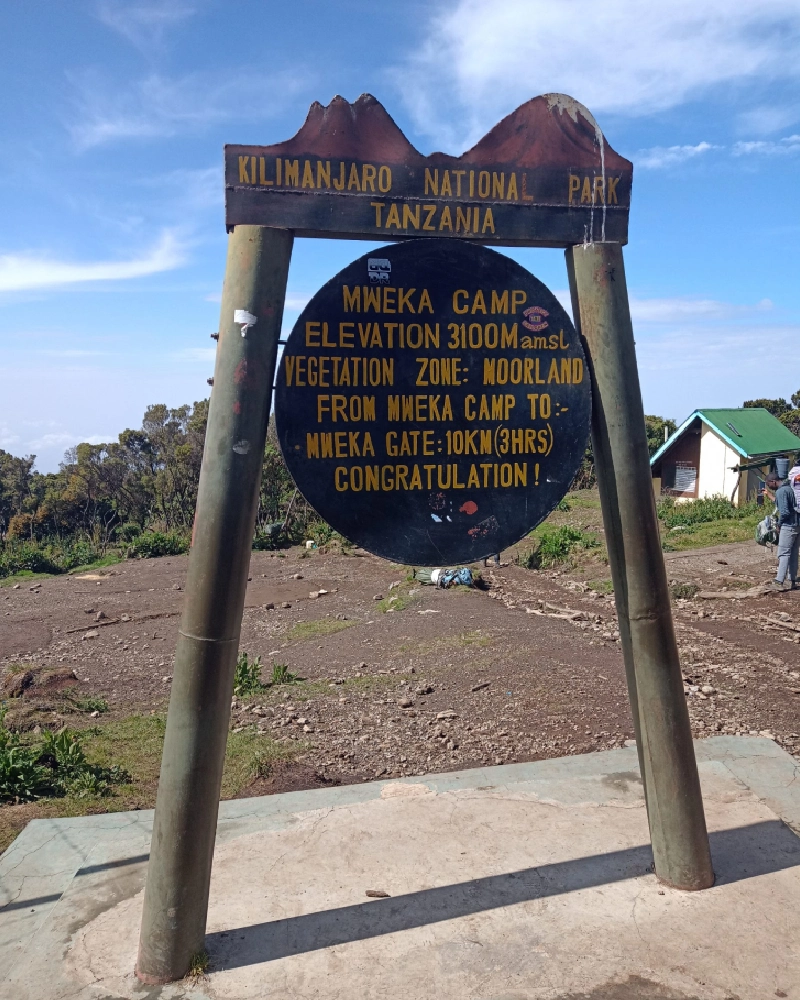 KILIMANJARO NATIONAL PARK
TANZANIA
MWEKA CAMP
ELEVATION 3100M amsl
VEGETATION ZONE: MOORLAND
FROM MWEKA CAMP TO:-
MWEKA GATE: 10KM (3HRS)
CONGRATULATION!